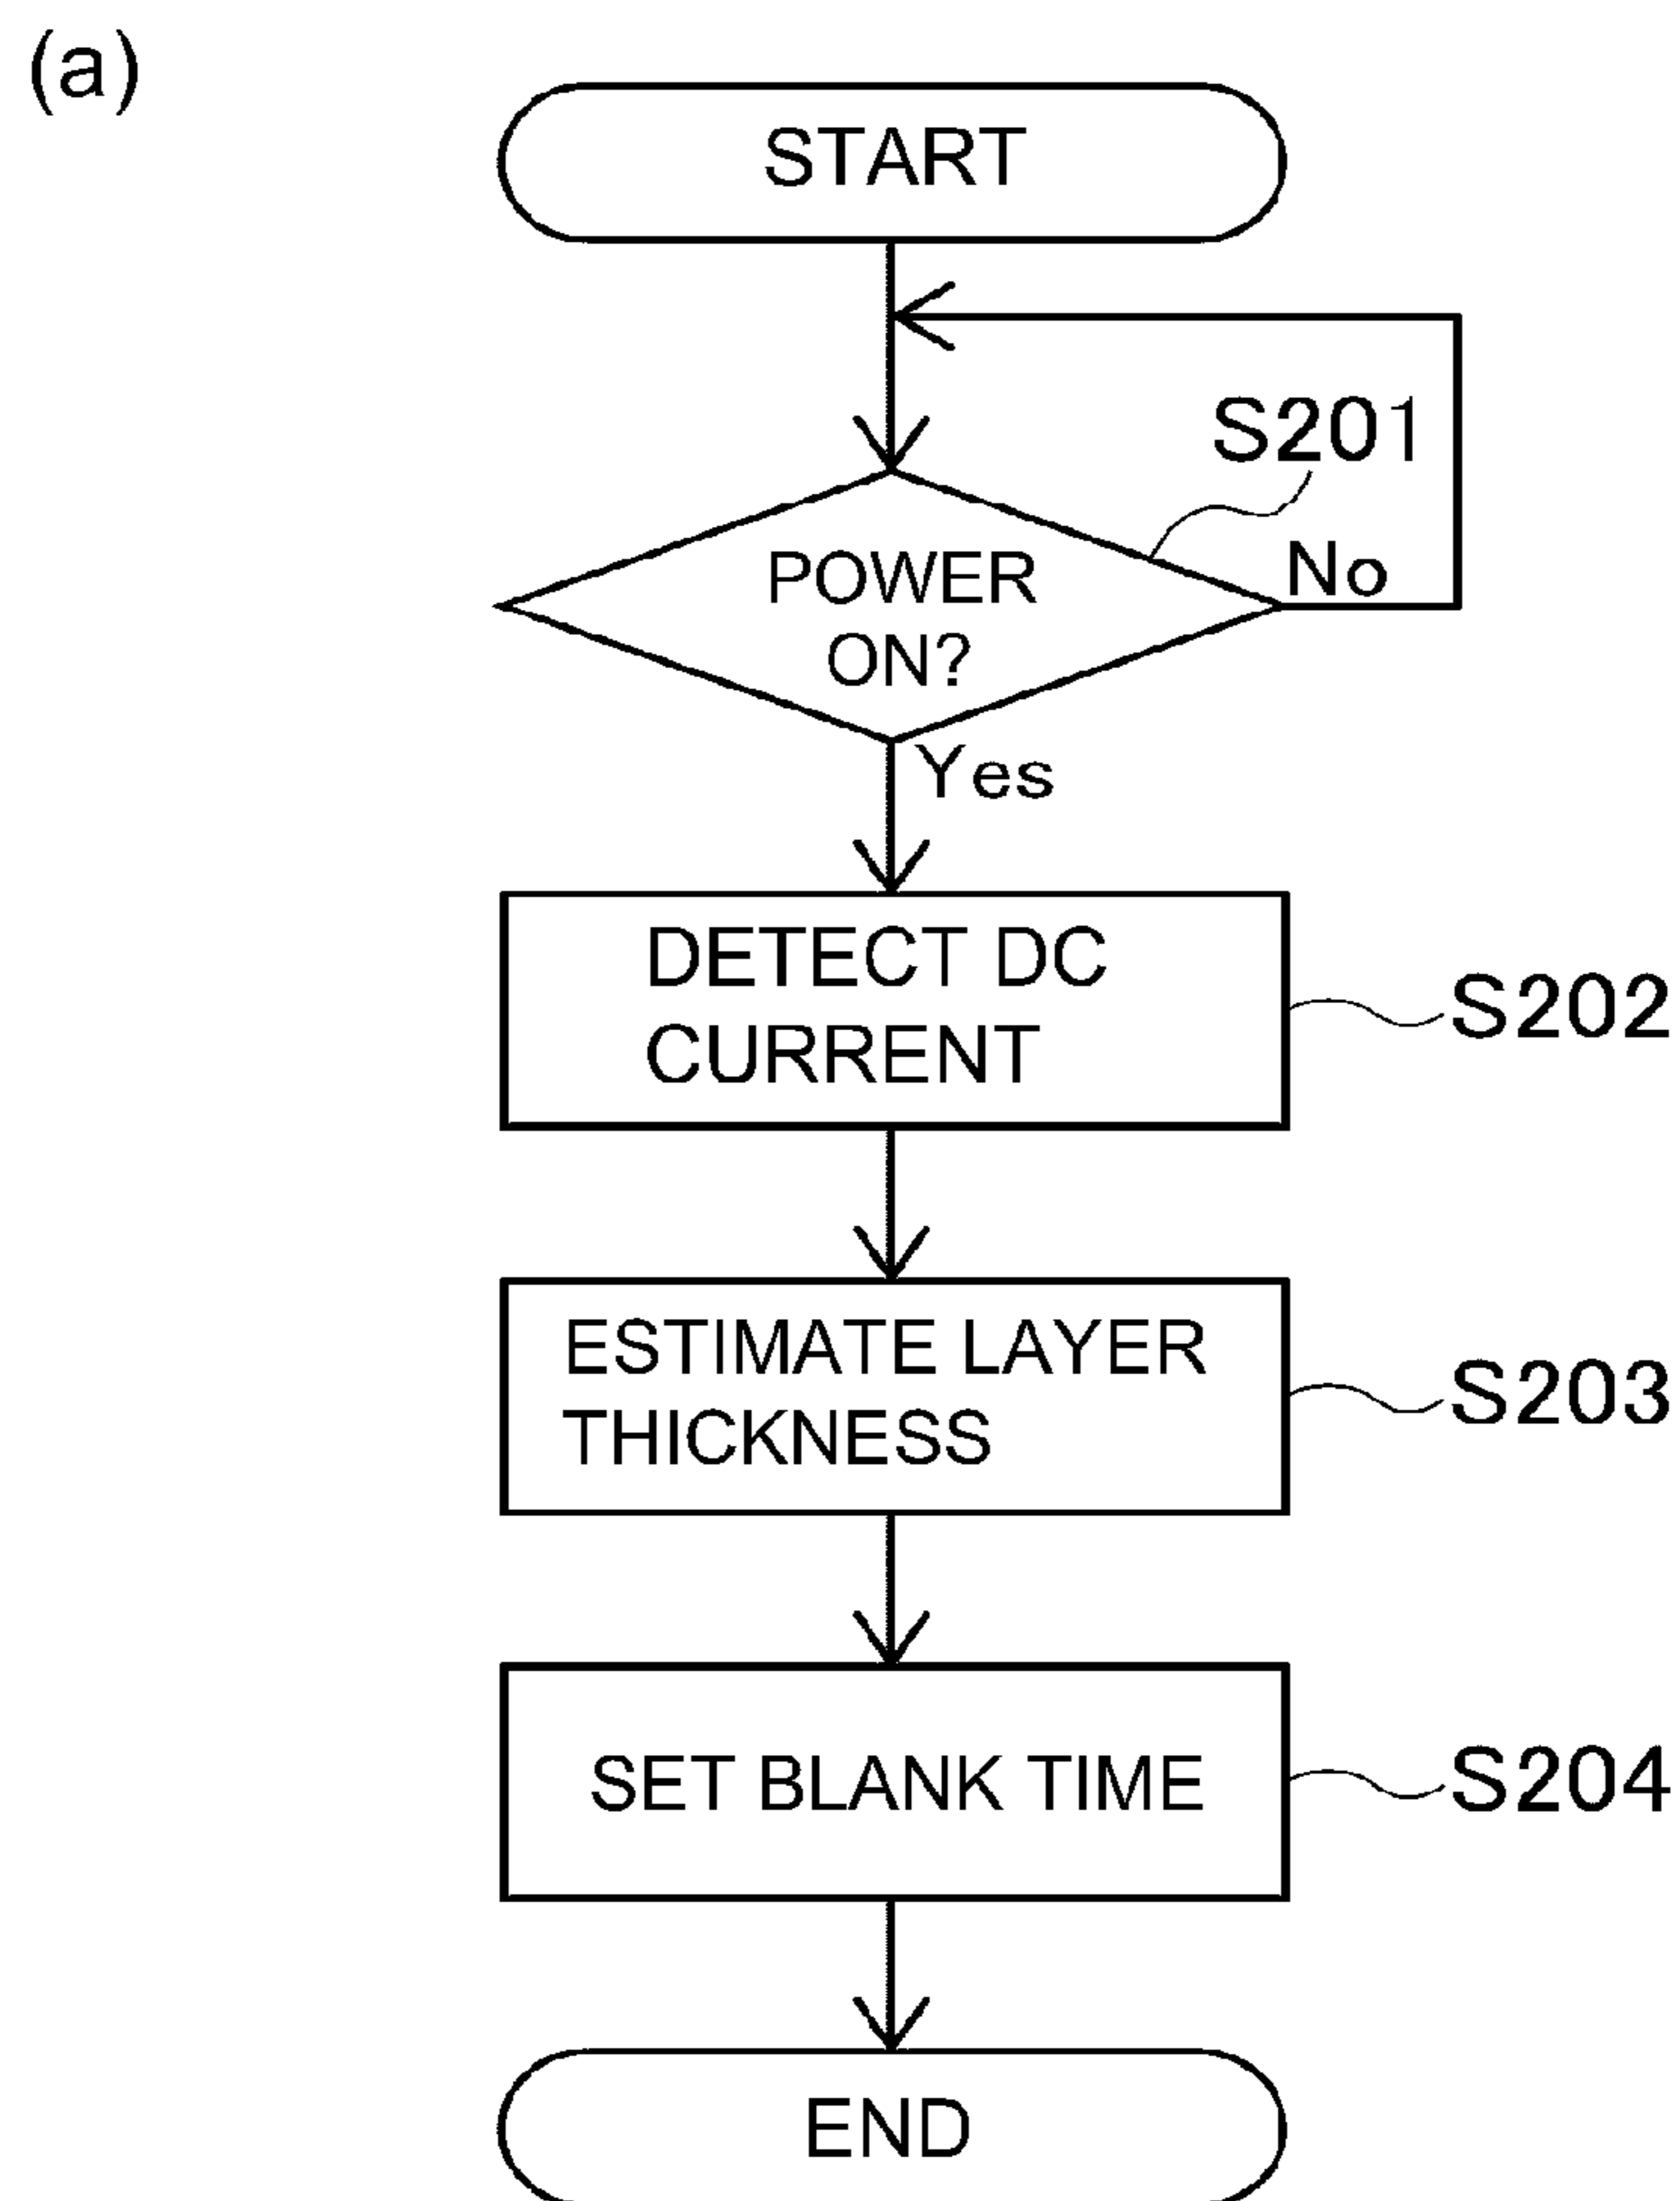 (a)
START
S201
POWER
ON?
No
Yes
DETECT DC
CURRENT
S202
ESTIMATE LAYER
THICKNESS
S203
SET BLANK TIME
S204
END